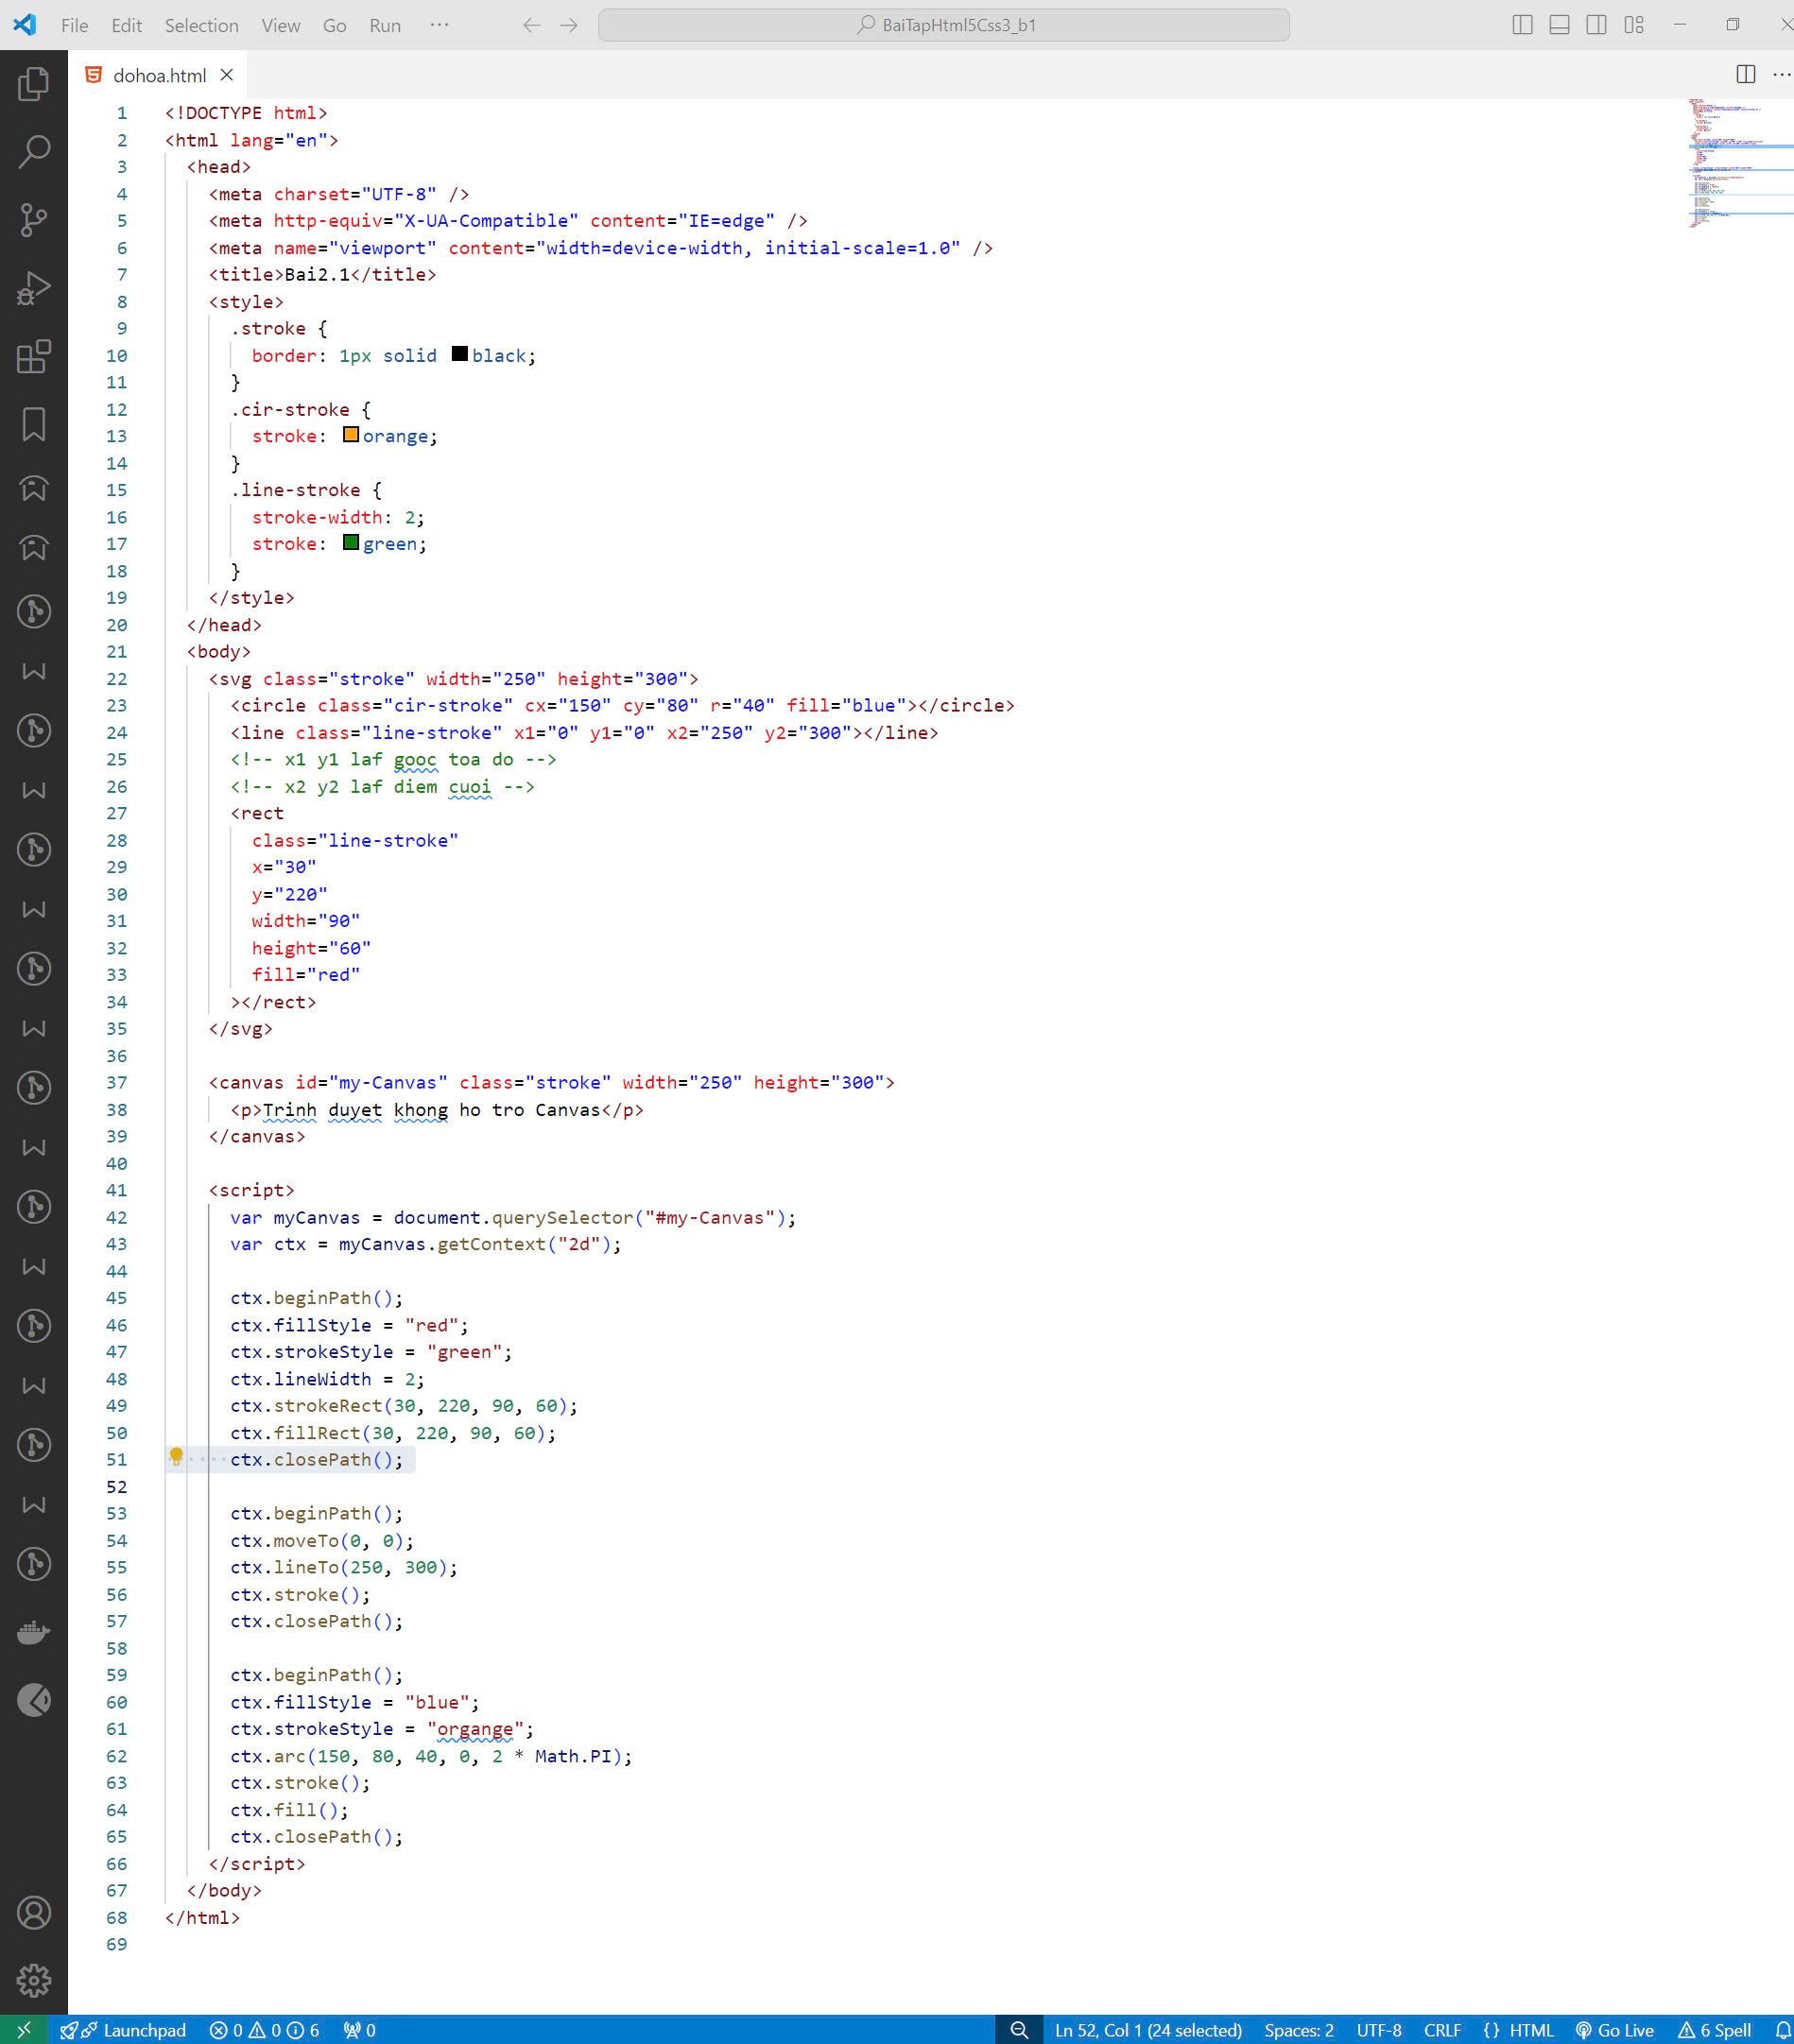 File Edit Selection View Go Run ··· BaiTapHtml5Css3_b1
dohoa.html
1 <!DOCTYPE html>
2 <html lang="en">
3 <head>
4 <meta charset="UTF-8" />
5 <meta http-equiv="X-UA-Compatible" content="IE=edge" />
6 <meta name="viewport" content="width=device-width, initial-scale=1.0" />
7 <title>Bai2.1</title>
8 <style>
9 .stroke {
10 border: 1px solid black;
11 }
12 .cir-stroke {
13 stroke: orange;
14 }
15 .line-stroke {
16 stroke-width: 2;
17 stroke: green;
18 }
19 </style>
20 </head>
21 <body>
22 <svg class="stroke" width="250" height="300">
23 <circle class="cir-stroke" cx="150" cy="80" r="40" fill="blue"></circle>
24 <line class="line-stroke" x1="0" y1="0" x2="250" y2="300"></line>
25 <!-- x1 y1 laf gooc toa do -->
26 <!-- x2 y2 laf diem cuoi -->
27 <rect
28 class="line-stroke"
29 x="30"
30 y="220"
31 width="90"
32 height="60"
33 fill="red"
34 ></rect>
35 </svg>
36
37 <canvas id="my-Canvas" class="stroke" width="250" height="300">
38 <p>Trinh duyet khong ho tro Canvas</p>
39 </canvas>
40
41 <script>
42 var myCanvas = document.querySelector("#my-Canvas");
43 var ctx = myCanvas.getContext("2d");
44
45 ctx.beginPath();
46 ctx.fillStyle = "red";
47 ctx.strokeStyle = "green";
48 ctx.lineWidth = 2;
49 ctx.strokeRect(30, 220, 90, 60);
50 ctx.fillRect(30, 220, 90, 60);
51 ctx.closePath();
52
53 ctx.beginPath();
54 ctx.moveTo(0, 0);
55 ctx.lineTo(250, 300);
56 ctx.stroke();
57 ctx.closePath();
58
59 ctx.beginPath();
60 ctx.fillStyle = "blue";
61 ctx.strokeStyle = "organge";
62 ctx.arc(150, 80, 40, 0, 2 * Math.PI);
63 ctx.stroke();
64 ctx.fill();
65 ctx.closePath();
66 </script>
67 </body>
68 </html>
69
Launchpad 0 0 6 0 Ln 52, Col 1 (24 selected) Spaces: 2 UTF-8 CRLF {} HTML Go Live 6 Spell